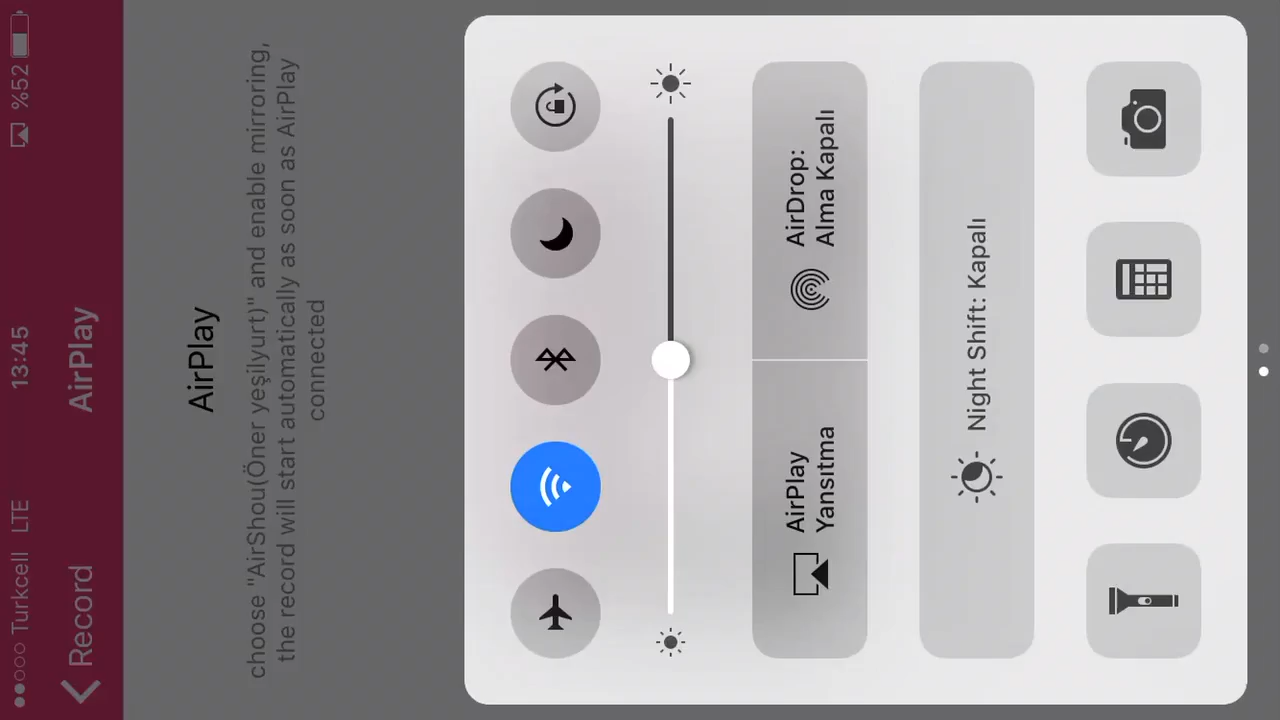 Turkcell LTE 13:45 %52
Record AirPlay
AirPlay
choose "AirShou(Öner yeşilyurt)" and enable mirroring,
the record will start automatically as soon as AirPlay
connected
AirPlay
Yansıtma
AirDrop:
Alma Kapalı
Night Shift: Kapalı